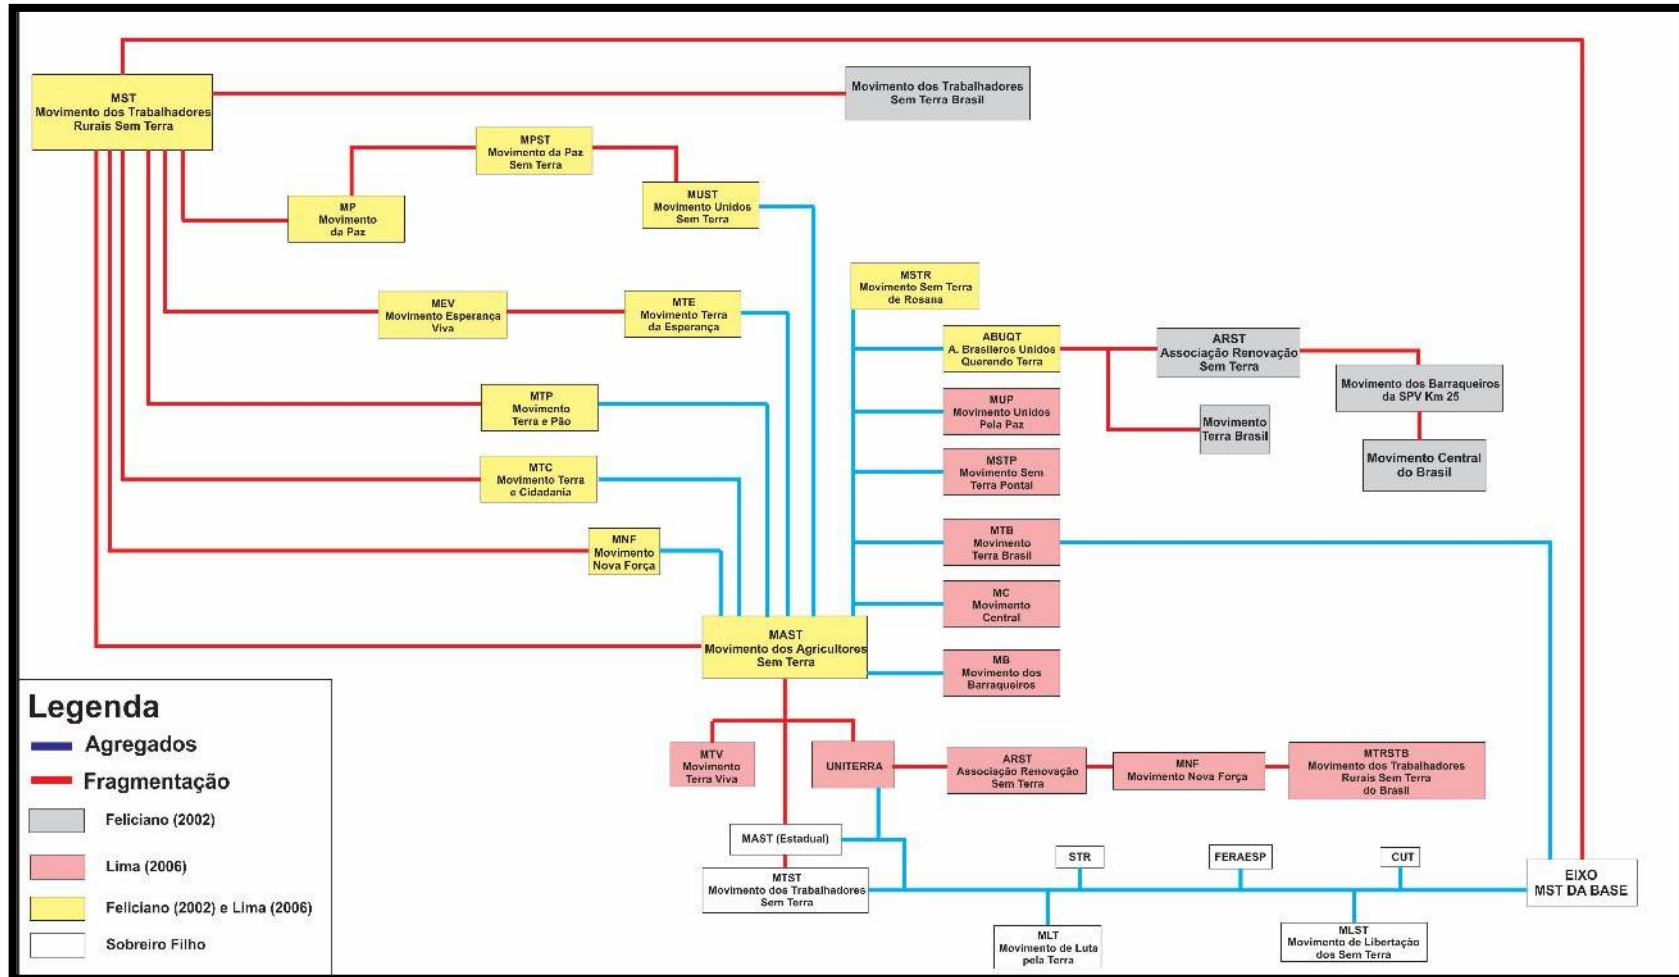 MST
Movimento dos Trabalhadores
Rurais Sem Terra
Movimento dos Trabalhadores
Sem Terra Brasil
MPST
Movimento da Paz
Sem Terra
MP
Movimento
da Paz
MUST
Movimento Unidos
Sem Terra
MSTR
Movimento Sem Terra
de Rosana
MEV
Movimento Esperança
Viva
MTE
Movimento Terra
da Esperança
ABUQT
A. Brasileros Unidos
Querendo Terra
ARST
Associação Renovação
Sem Terra
Movimento dos Barraqueiros
da SPV Km 25
MTP
Movimento
Terra e Pão
MUP
Movimento Unidos
Pela Paz
Movimento
Terra Brasil
Movimento Central
do Brasil
MTC
Movimento Terra
e Cidadania
MSTP
Movimento Sem
Terra Pontal
MNF
Movimento
Nova Força
MTB
Movimento
Terra Brasil
MC
Movimento
Central
MAST
Movimento dos Agricultores
Sem Terra
MB
Movimento dos
Barraqueiros
MTV
Movimento
Terra Viva
UNITERRA
ARST
Associação Renovação
Sem Terra
MNF
Movimento Nova Força
MTRSTB
Movimento dos Trabalhadores
Rurais Sem Terra
do Brasil
MAST (Estadual)
MTST
Movimento dos Trabalhadores
Sem Terra
STR
FERAESP
CUT
EIXO
MST DA BASE
MLT
Movimento de Luta
pela Terra
MLST
Movimento de Libertação
dos Sem Terra
Legenda
Agregados
Fragmentação
Feliciano (2002)
Lima (2006)
Feliciano (2002) e Lima (2006)
Sobreiro Filho